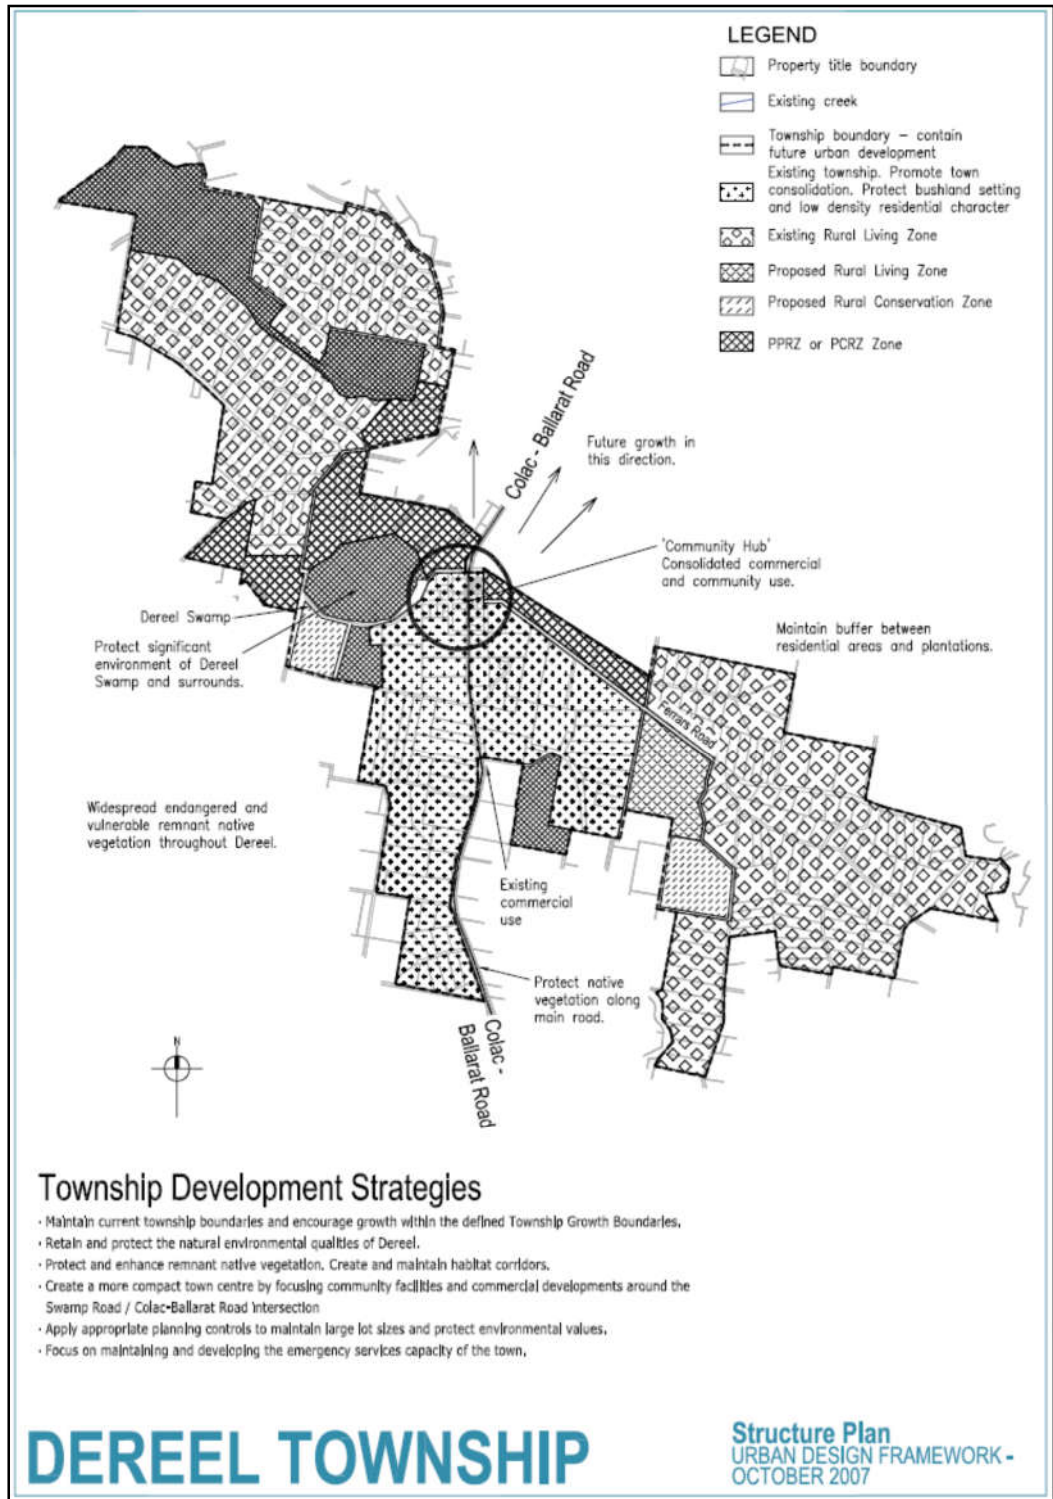 LEGEND
Property title boundary
Existing creek
Township boundary – contain
future urban development
Existing township. Promote town
consolidation. Protect bushland setting
and low density residential character
Existing Rural Living Zone
Proposed Rural Living Zone
Proposed Rural Conservation Zone
PPRZ or PCRZ Zone
Colac - Ballarat Road
Future growth in
this direction.
'Community Hub'
Consolidated commercial
and community use.
Dereel Swamp
Protect significant
environment of Dereel
Swamp and surrounds.
Maintain buffer between
residential areas and plantations.
Ferrars Road
Widespread endangered and
vulnerable remnant native
vegetation throughout Dereel.
Existing
commercial
use
Protect native
vegetation along
main road.
Colac -
Ballarat Road
N
Township Development Strategies
· Maintain current township boundaries and encourage growth within the defined Township Growth Boundaries.
· Retain and protect the natural environmental qualities of Dereel.
· Protect and enhance remnant native vegetation. Create and maintain habitat corridors.
· Create a more compact town centre by focusing community facilities and commercial developments around the
Swamp Road / Colac-Ballarat Road intersection
· Apply appropriate planning controls to maintain large lot sizes and protect environmental values.
· Focus on maintaining and developing the emergency services capacity of the town.
DEREEL TOWNSHIP
Structure Plan
URBAN DESIGN FRAMEWORK -
OCTOBER 2007